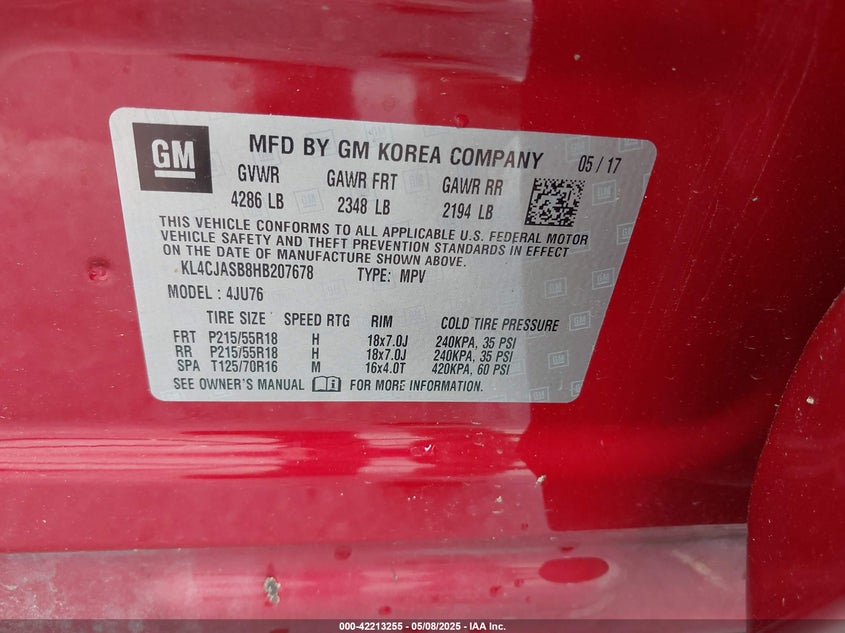 GM
MFD BY GM KOREA COMPANY 05 / 17
GVWR GAWR FRT GAWR RR
4286 LB 2348 LB 2194 LB
THIS VEHICLE CONFORMS TO ALL APPLICABLE U.S. FEDERAL MOTOR
VEHICLE SAFETY AND THEFT PREVENTION STANDARDS IN EFFECT
ON THE DATE OF MANUFACTURE SHOWN ABOVE.
KL4CJASB8HB207678 TYPE: MPV
MODEL : 4JU76
TIRE SIZE SPEED RTG RIM COLD TIRE PRESSURE
FRT P215/55R18 H 18x7.0J 240KPA, 35 PSI
RR P215/55R18 H 18x7.0J 240KPA, 35 PSI
SPA T125/70R16 M 16x4.0T 420KPA, 60 PSI
SEE OWNER'S MANUAL FOR MORE INFORMATION.
000-42213255 - 05/08/2025 - IAA Inc.